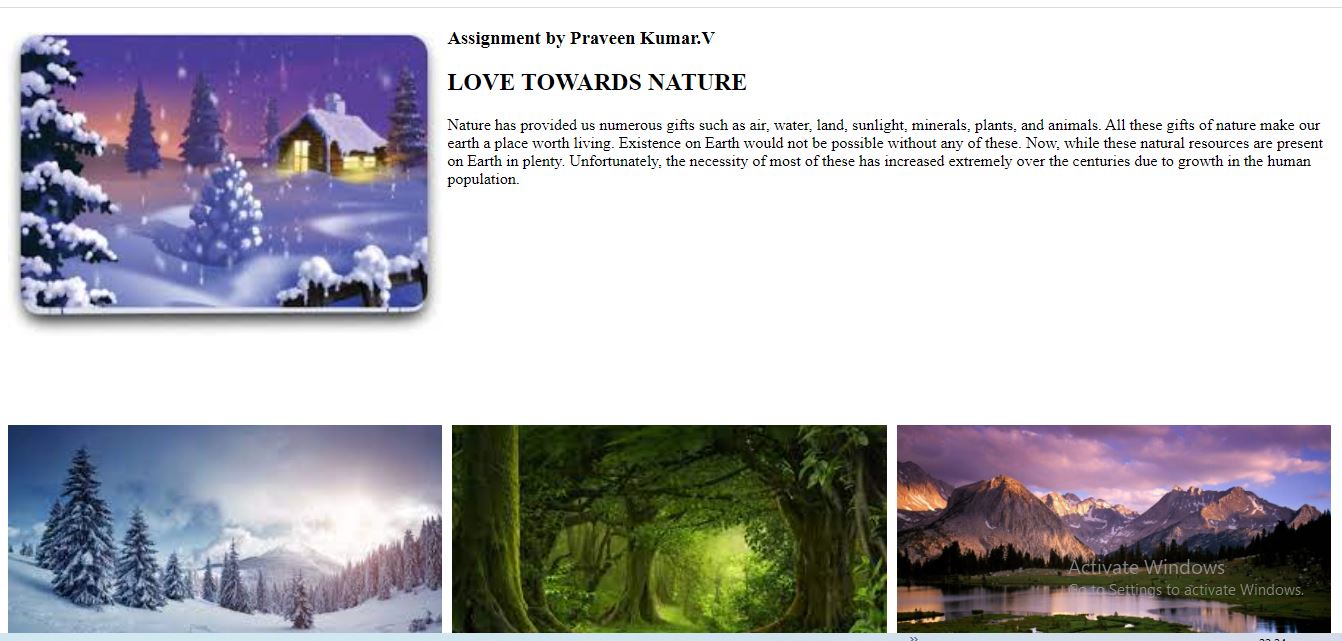 Assignment by Praveen Kumar.V
LOVE TOWARDS NATURE
Nature has provided us numerous gifts such as air, water, land, sunlight, minerals, plants, and animals. All these gifts of nature make our
earth a place worth living. Existence on Earth would not be possible without any of these. Now, while these natural resources are present
on Earth in plenty. Unfortunately, the necessity of most of these has increased extremely over the centuries due to growth in the human
population.
Activate Windows
Go to Settings to activate Windows.